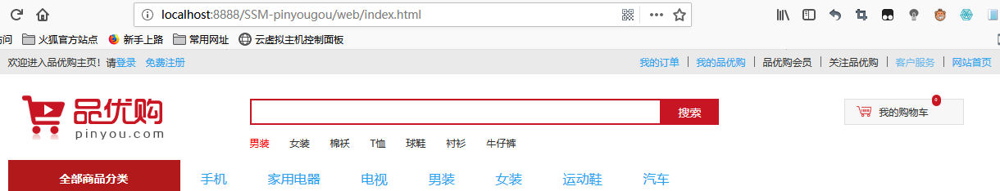 localhost:8888/SSM-pinyougou/web/index.html
访问 火狐官方站点 新手上路 常用网址 云虚拟主机控制面板
欢迎进入品优购主页！请登录 免费注册 我的订单 | 我的品优购 | 品优购会员 | 关注品优购 | 客户服务 | 网站首页
品优购
pinyou.com
搜索
我的购物车 0
男装 女装 棉袄 T恤 球鞋 衬衫 牛仔裤
全部商品分类 手机 家用电器 电视 男装 女装 运动鞋 汽车